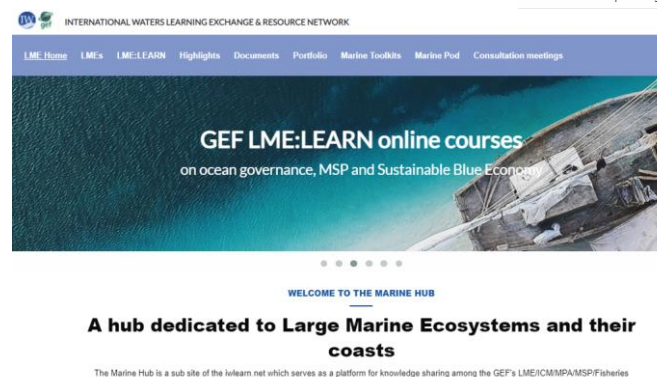 IW gef INTERNATIONAL WATERS LEARNING EXCHANGE & RESOURCE NETWORK
LME Home LMEs LME:LEARN Highlights Documents Portfolio Marine Toolkits Marine Pod Consultation meetings
GEF LME:LEARN online courses
on ocean governance, MSP and Sustainable Blue Economy
WELCOME TO THE MARINE HUB
A hub dedicated to Large Marine Ecosystems and their
coasts
The Marine Hub is a sub site of the iwlearn.net which serves as a platform for knowledge sharing among the GEF's LME/ICM/MPA/MSP/Fisheries